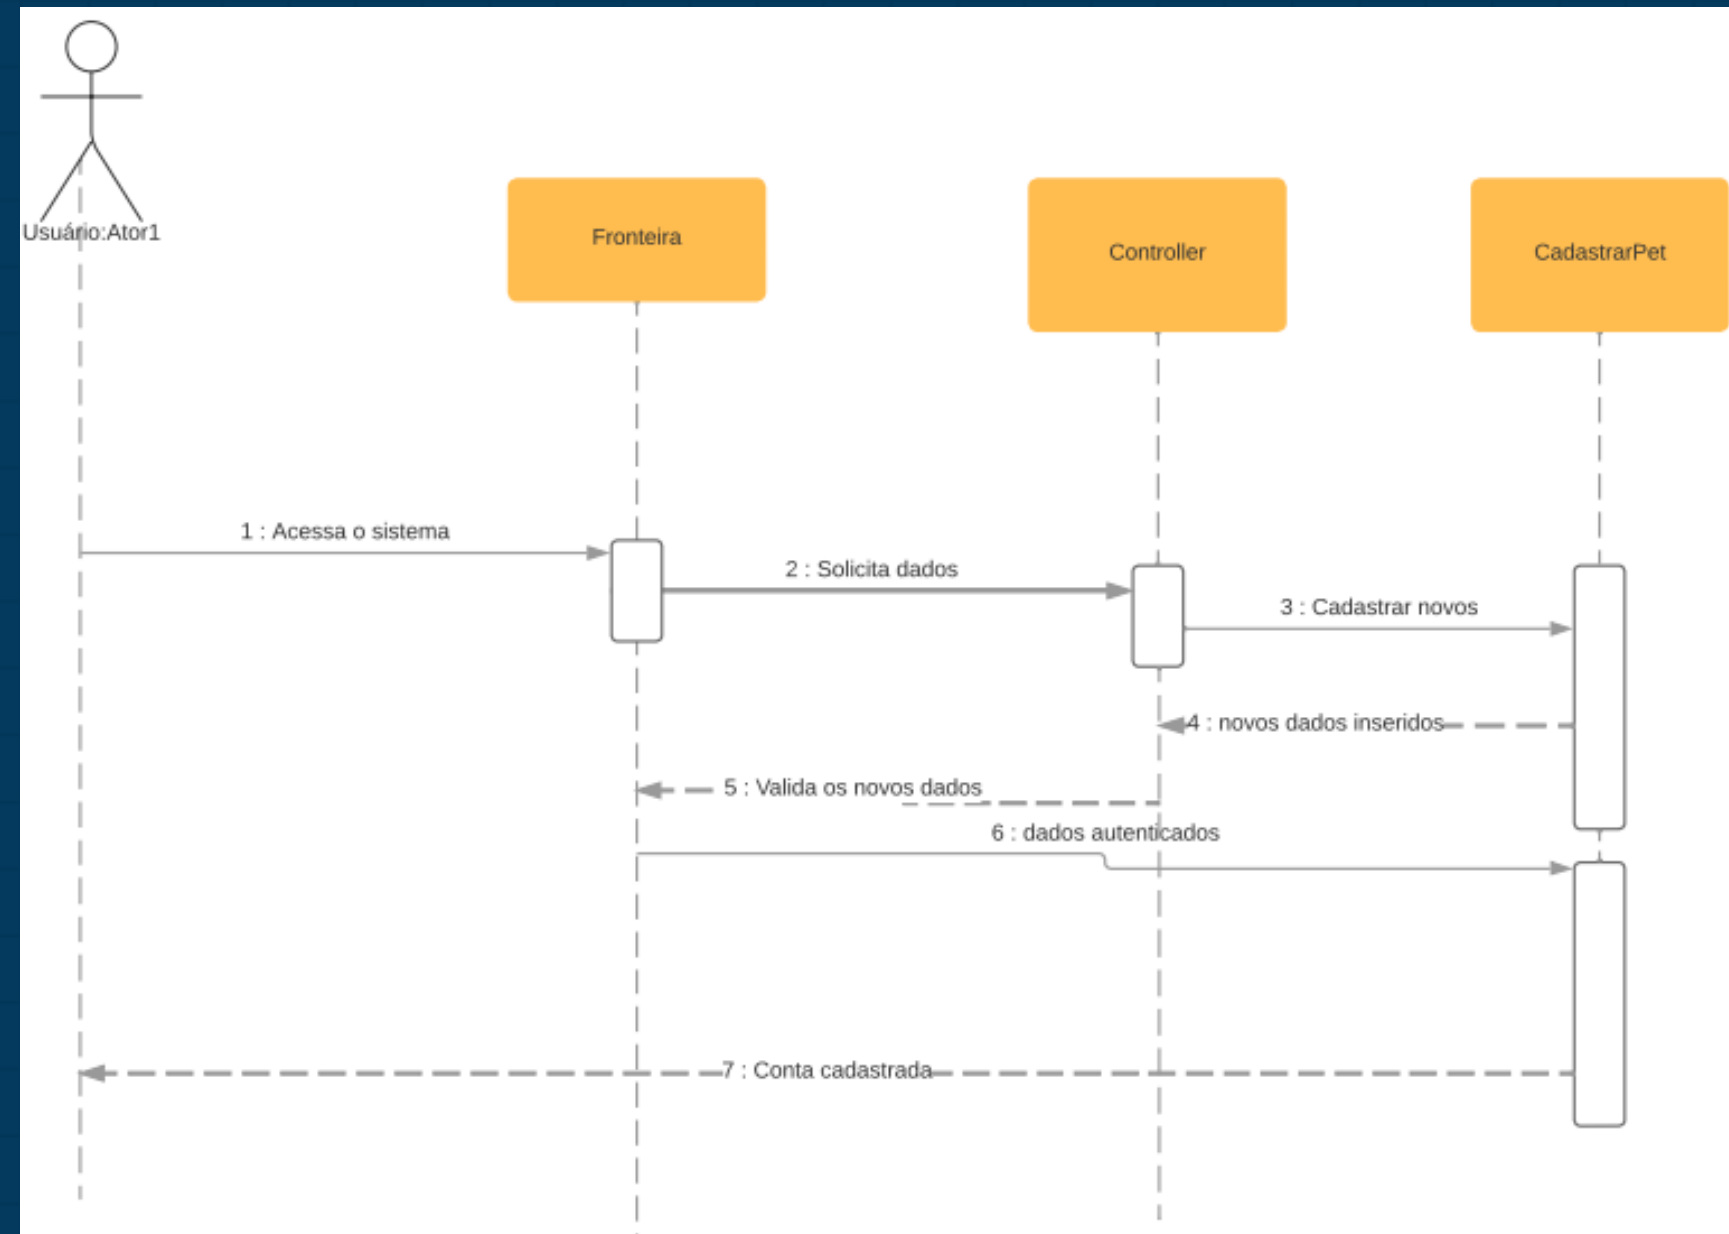 Usuário:Ator1
Fronteira
Controller
CadastrarPet
1 : Acessa o sistema
2 : Solicita dados
3 : Cadastrar novos
4 : novos dados inseridos
5 : Valida os novos dados
6 : dados autenticados
7 : Conta cadastrada